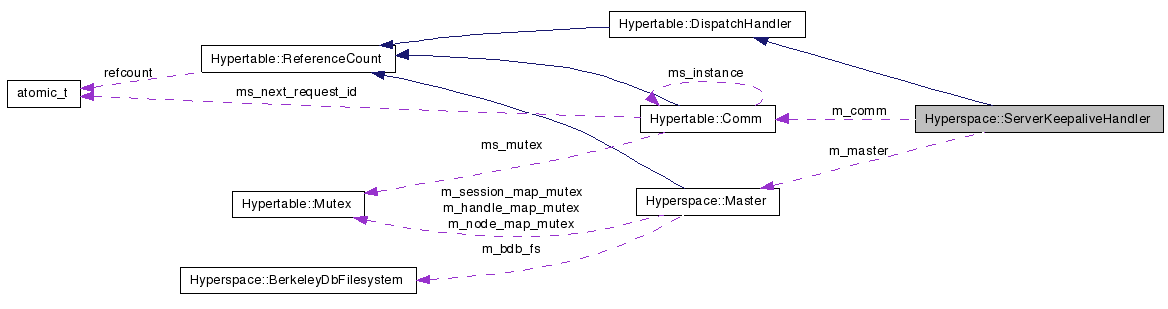 Hypertable::DispatchHandler
Hypertable::ReferenceCount
refcount
ms_instance
atomic_t
ms_next_request_id
m_comm
Hypertable::Comm
Hyperspace::ServerKeepaliveHandler
ms_mutex
m_master
m_session_map_mutex
m_handle_map_mutex
m_node_map_mutex
Hypertable::Mutex
Hyperspace::Master
m_bdb_fs
Hyperspace::BerkeleyDbFilesystem